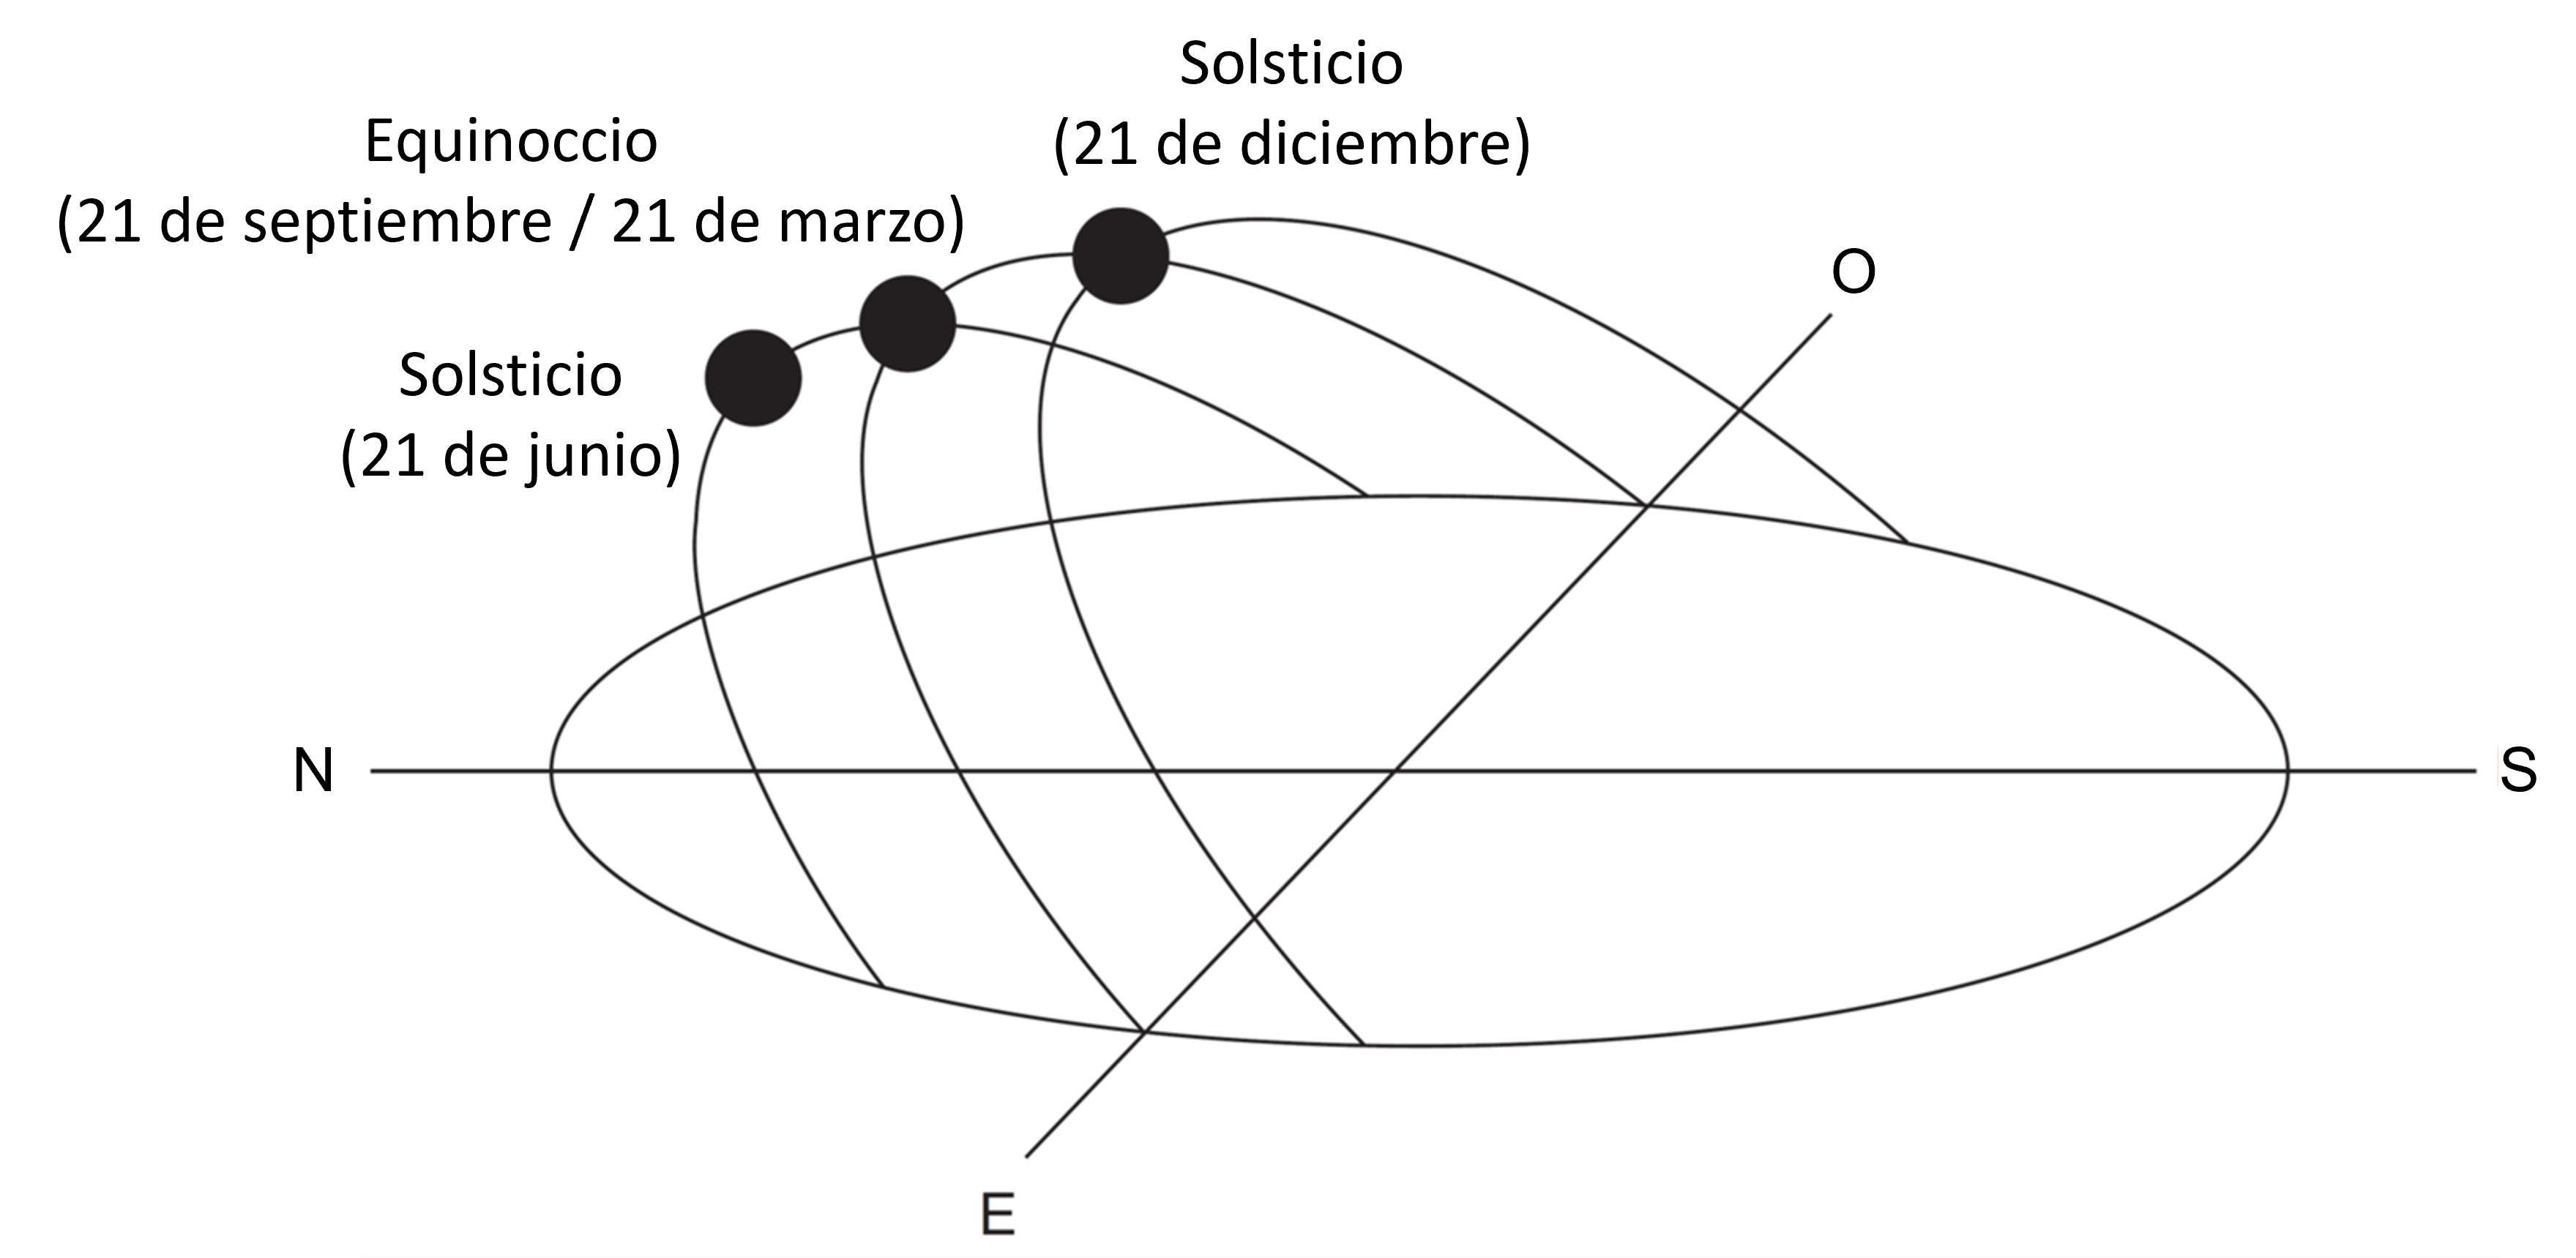 Solsticio
(21 de diciembre)
Equinoccio
(21 de septiembre / 21 de marzo)
O
Solsticio
(21 de junio)
N
S
E